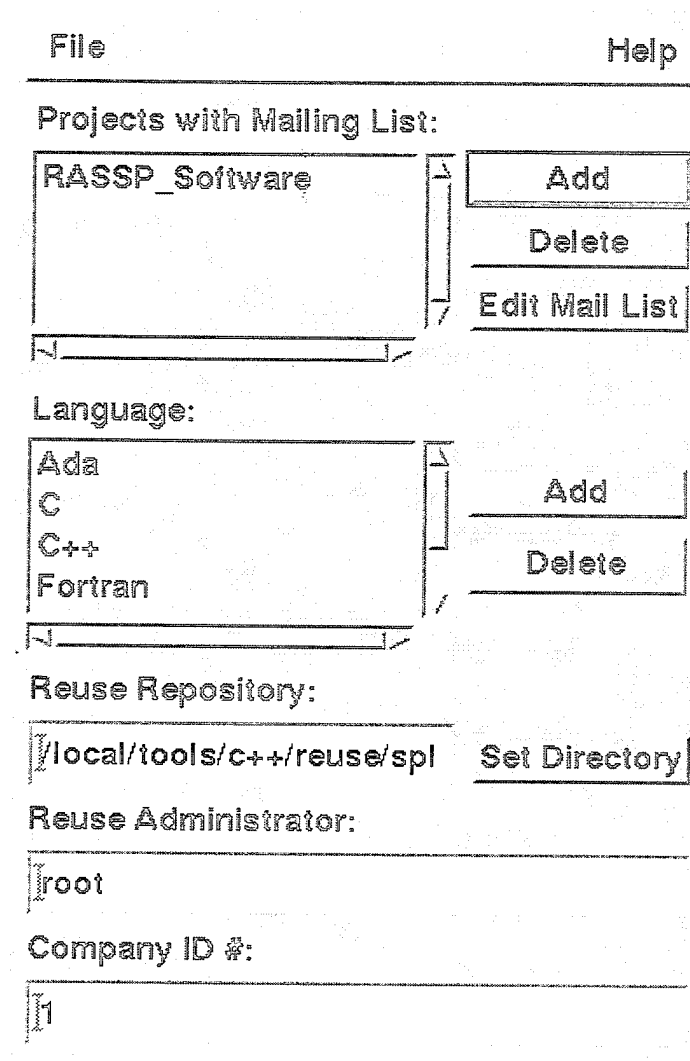 File Help
Projects with Mailing List:
RASSP_Software
Add
Delete
Edit Mail List
Language:
Ada
C
C++
Fortran
Add
Delete
Reuse Repository:
/local/tools/c++/reuse/spl Set Directory
Reuse Administrator:
root
Company ID #:
1